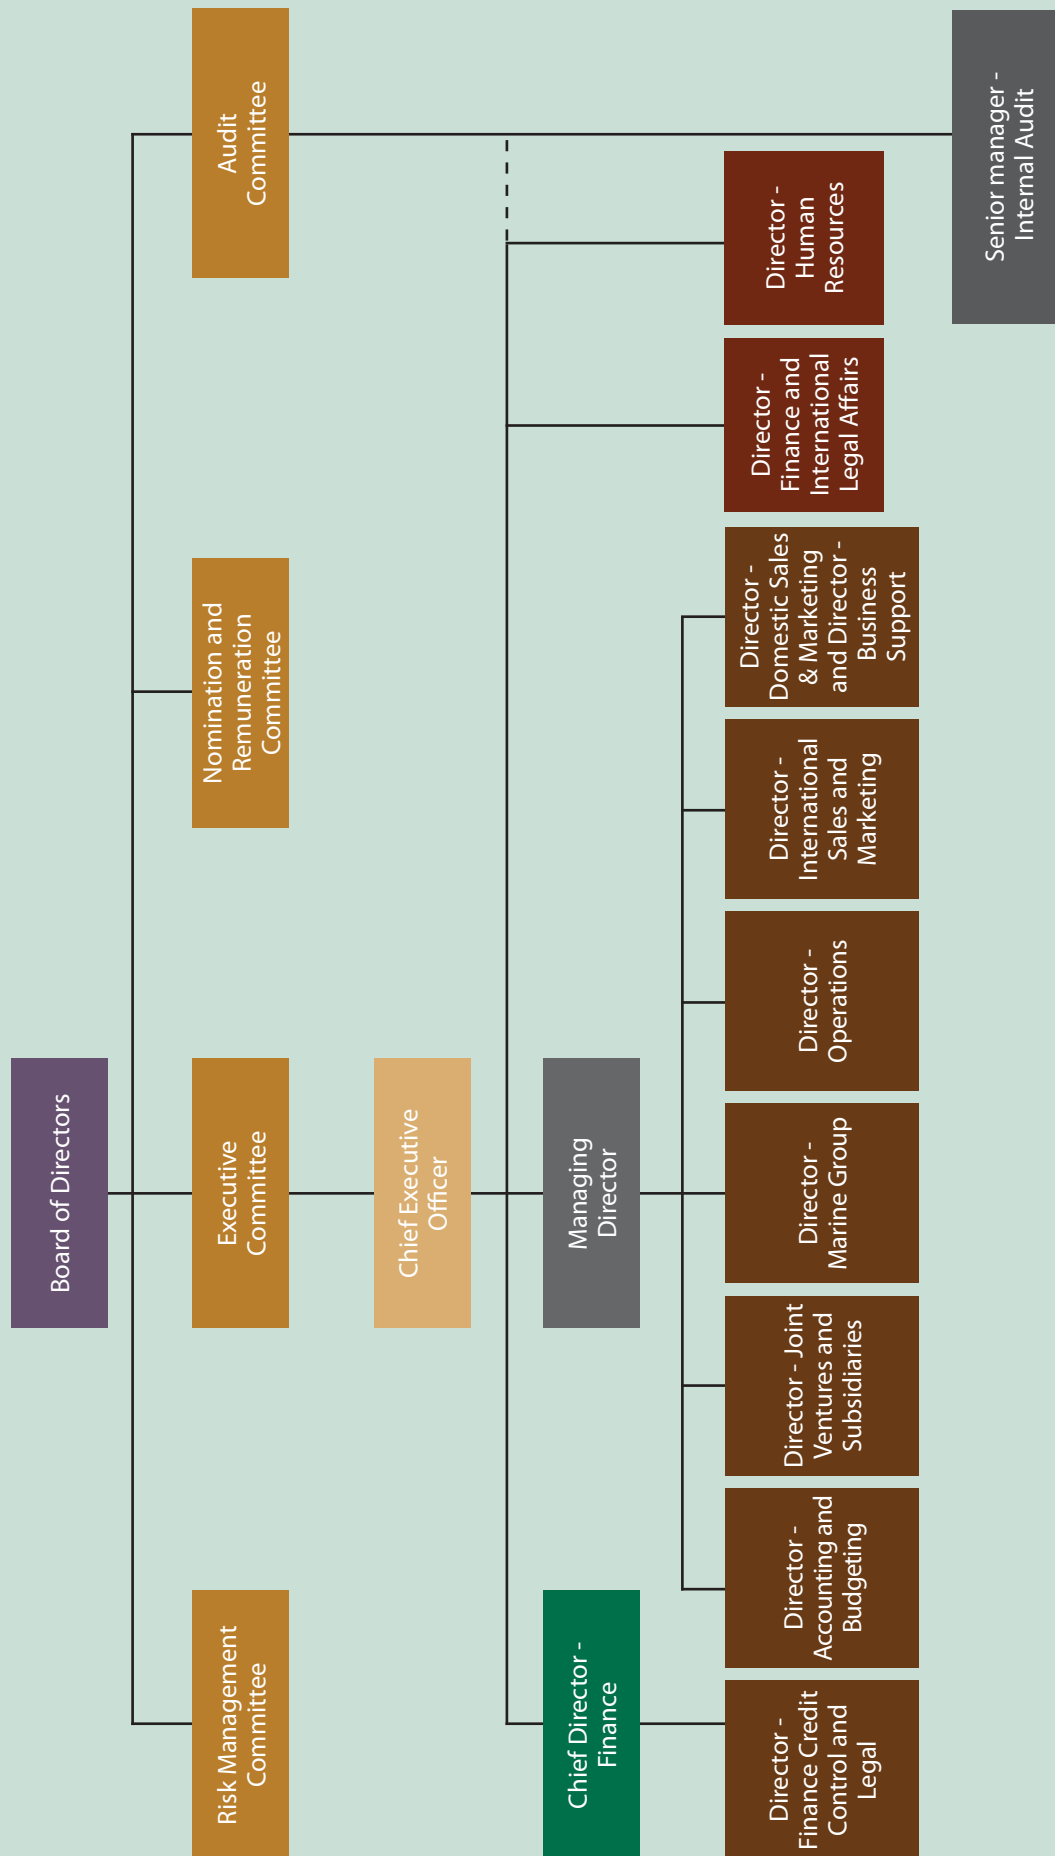 Board of Directors
Risk Management
Committee
Executive
Committee
Nomination and
Remuneration
Committee
Audit
Committee
Chief Executive
Officer
Chief Director -
Finance
Managing
Director
Director -
Finance Credit
Control and
Legal
Director -
Accounting and
Budgeting
Director - Joint
Ventures and
Subsidiaries
Director -
Marine Group
Director -
Operations
Director -
International
Sales and
Marketing
Director -
Domestic Sales
& Marketing
and Director -
Business
Support
Director -
Finance and
International
Legal Affairs
Director -
Human
Resources
Senior manager -
Internal Audit